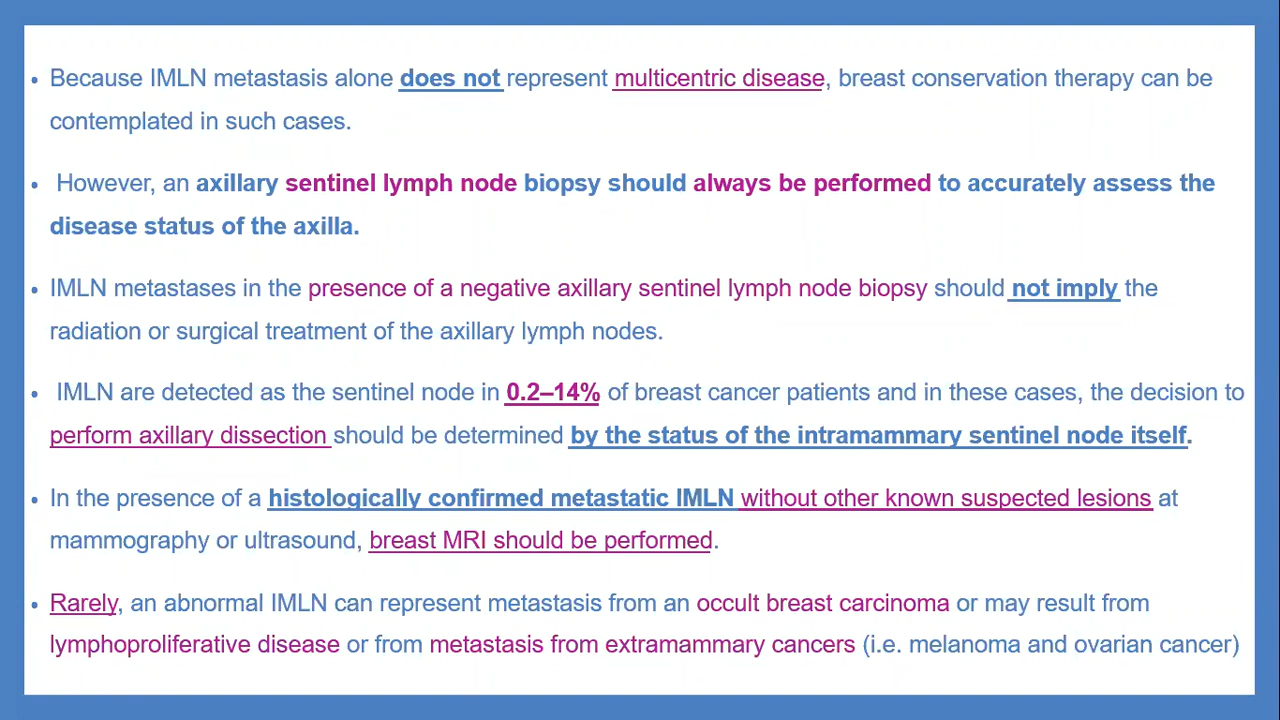 • Because IMLN metastasis alone does not represent multicentric disease, breast conservation therapy can be
contemplated in such cases.
• However, an axillary sentinel lymph node biopsy should always be performed to accurately assess the
disease status of the axilla.
• IMLN metastases in the presence of a negative axillary sentinel lymph node biopsy should not imply the
radiation or surgical treatment of the axillary lymph nodes.
• IMLN are detected as the sentinel node in 0.2–14% of breast cancer patients and in these cases, the decision to
perform axillary dissection should be determined by the status of the intramammary sentinel node itself.
• In the presence of a histologically confirmed metastatic IMLN without other known suspected lesions at
mammography or ultrasound, breast MRI should be performed.
• Rarely, an abnormal IMLN can represent metastasis from an occult breast carcinoma or may result from
lymphoproliferative disease or from metastasis from extramammary cancers (i.e. melanoma and ovarian cancer)